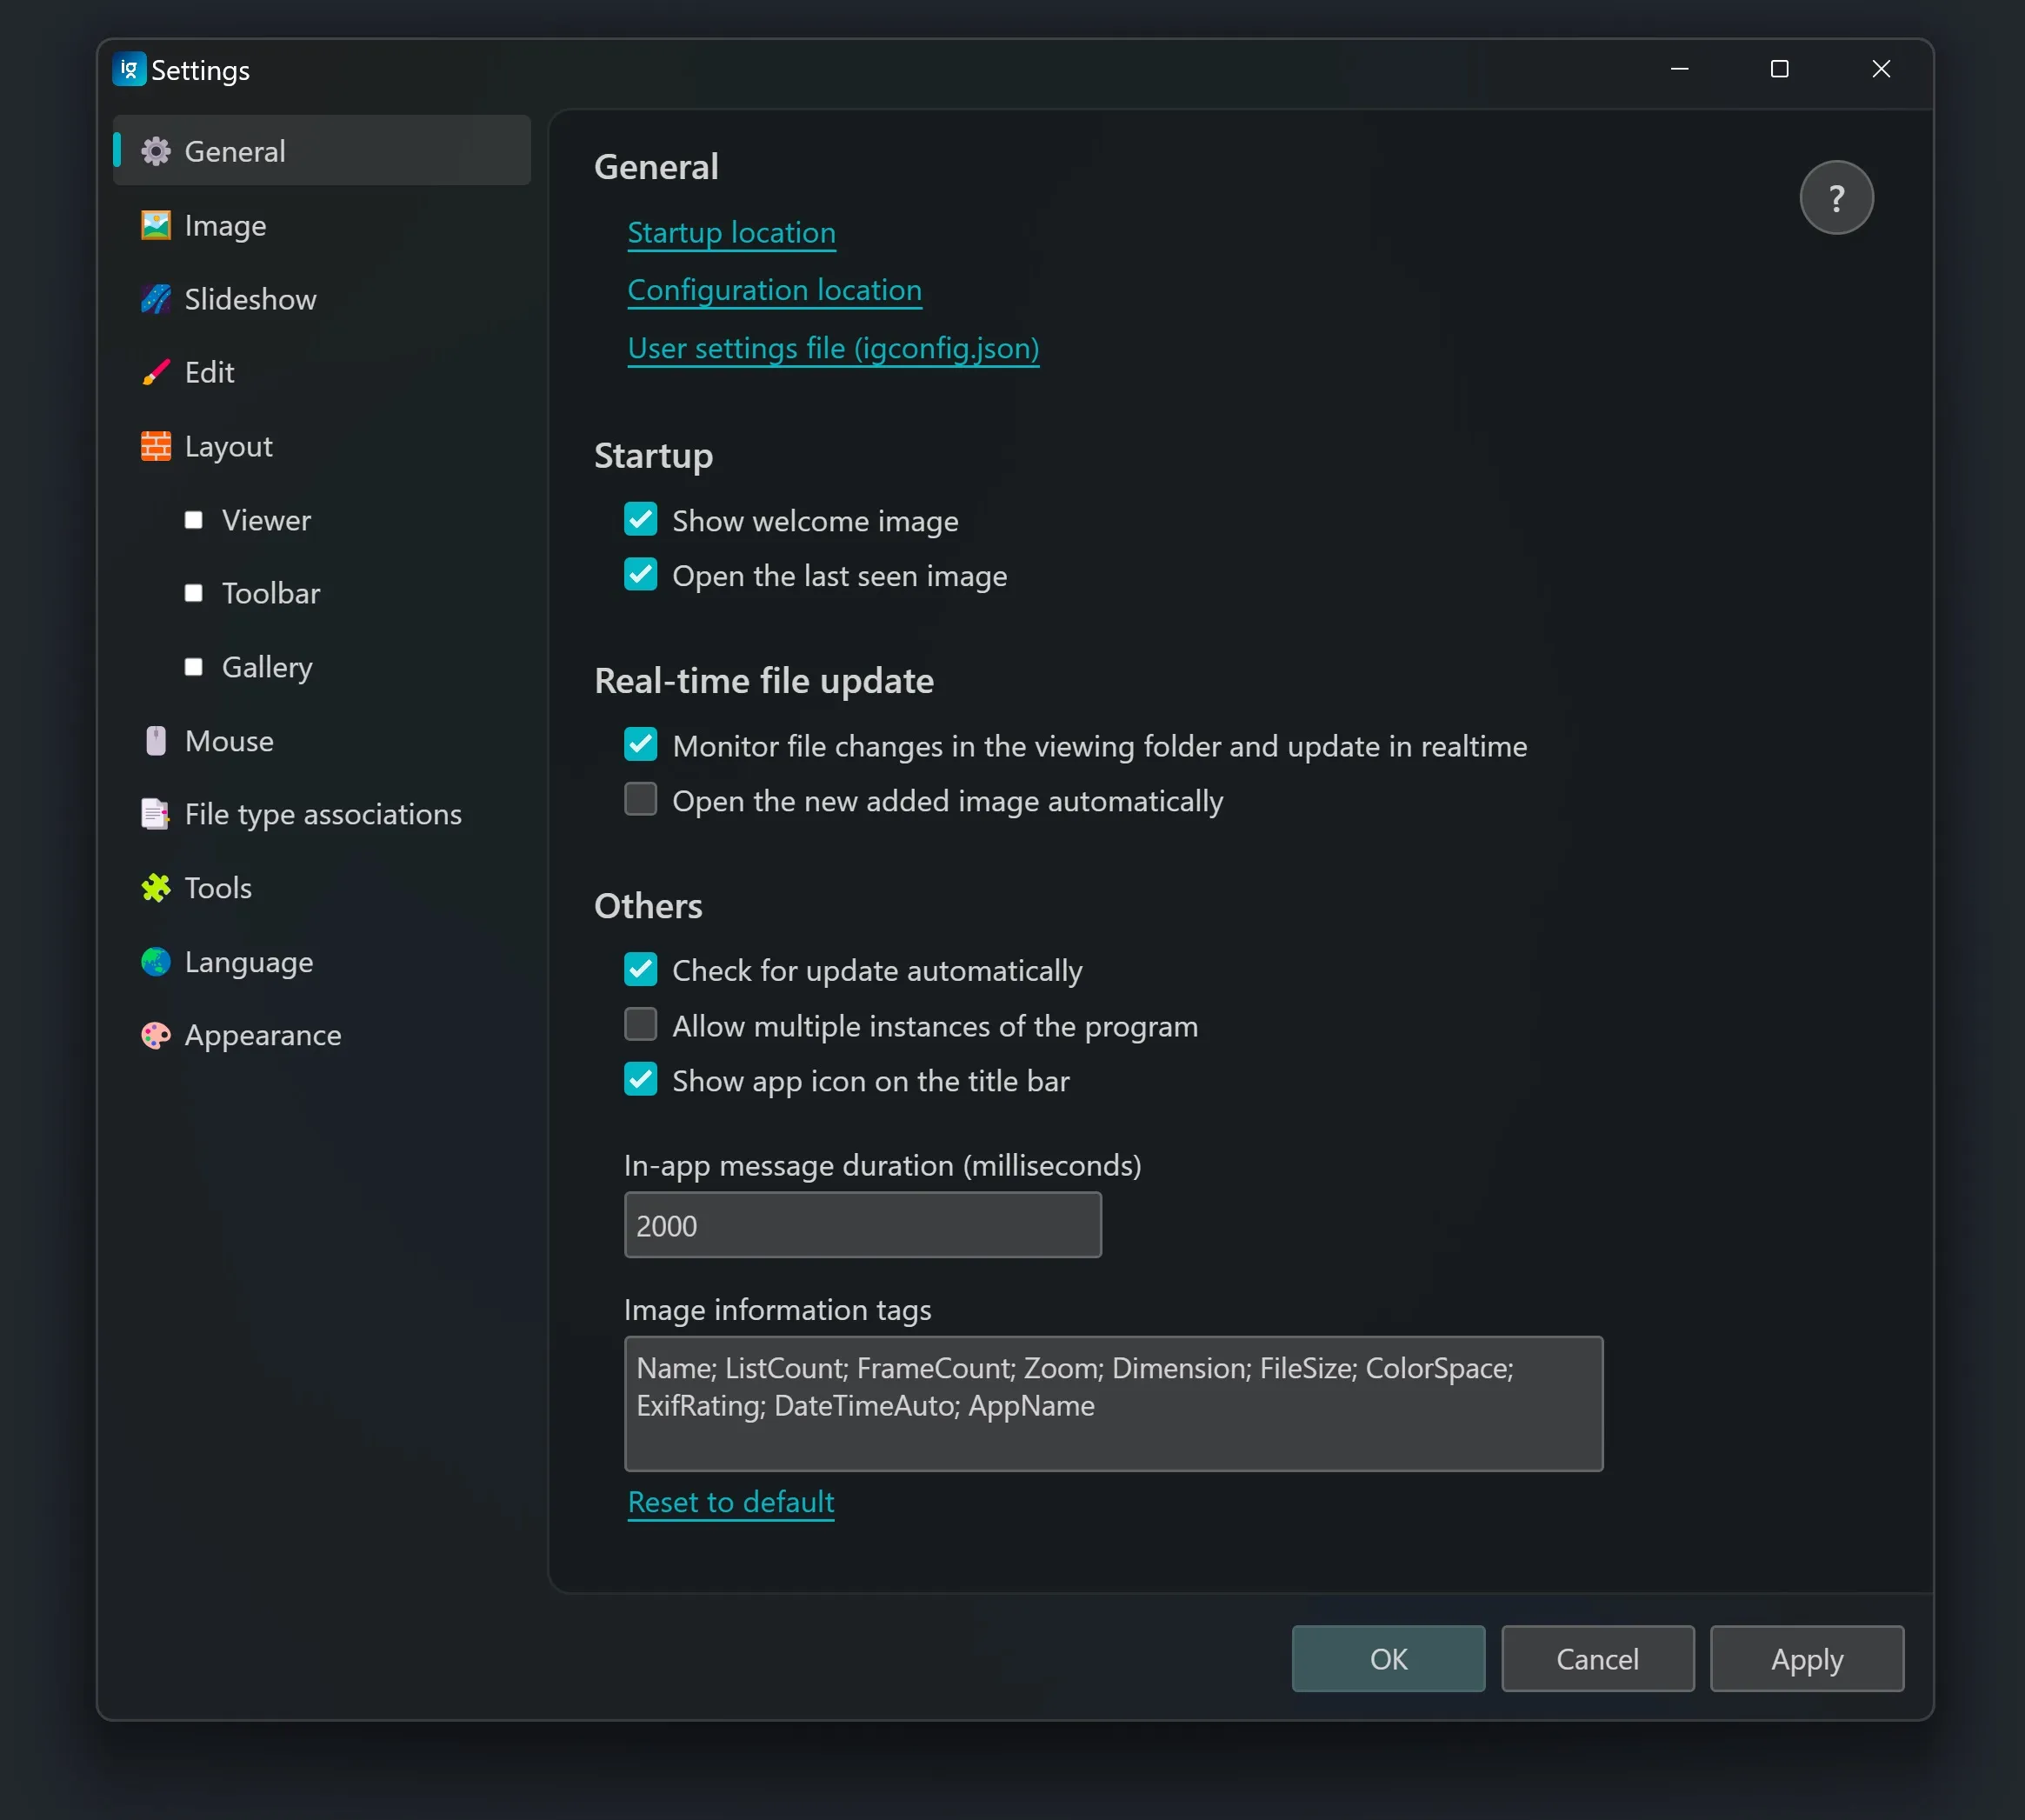 ig Settings
General
Image
Slideshow
Edit
Layout
Viewer
Toolbar
Gallery
Mouse
File type associations
Tools
Language
Appearance
General
?
Startup location
Configuration location
User settings file (igconfig.json)
Startup
Show welcome image
Open the last seen image
Real-time file update
Monitor file changes in the viewing folder and update in realtime
Open the new added image automatically
Others
Check for update automatically
Allow multiple instances of the program
Show app icon on the title bar
In-app message duration (milliseconds)
2000
Image information tags
Name; ListCount; FrameCount; Zoom; Dimension; FileSize; ColorSpace;
ExifRating; DateTimeAuto; AppName
Reset to default
OK
Cancel
Apply